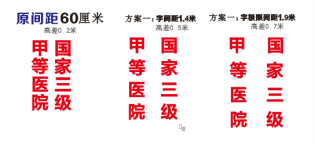 原间距60厘米
高差0.2米
国家三级
甲等医院
方案一：字间距1.4米
高差0.5米
国家三级
甲等医院
方案一：字极限间距1.9米
高差0.7米
国家三级
甲等医院